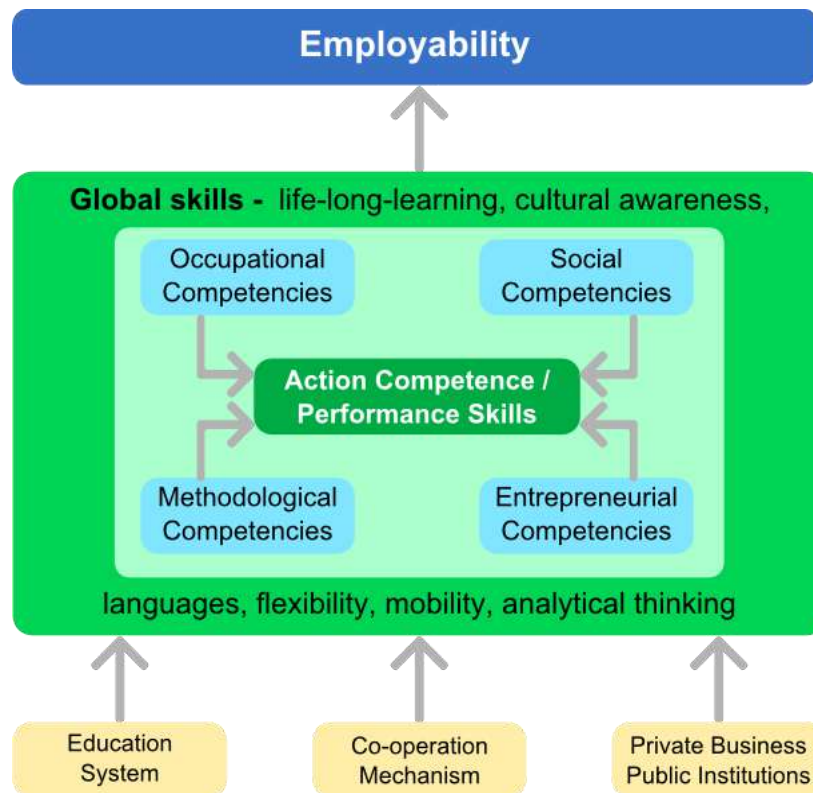 Employability
Global skills - life-long-learning, cultural awareness,
Occupational
Competencies
Social
Competencies
Action Competence /
Performance Skills
Methodological
Competencies
Entrepreneurial
Competencies
languages, flexibility, mobility, analytical thinking
Education
System
Co-operation
Mechanism
Private Business
Public Institutions